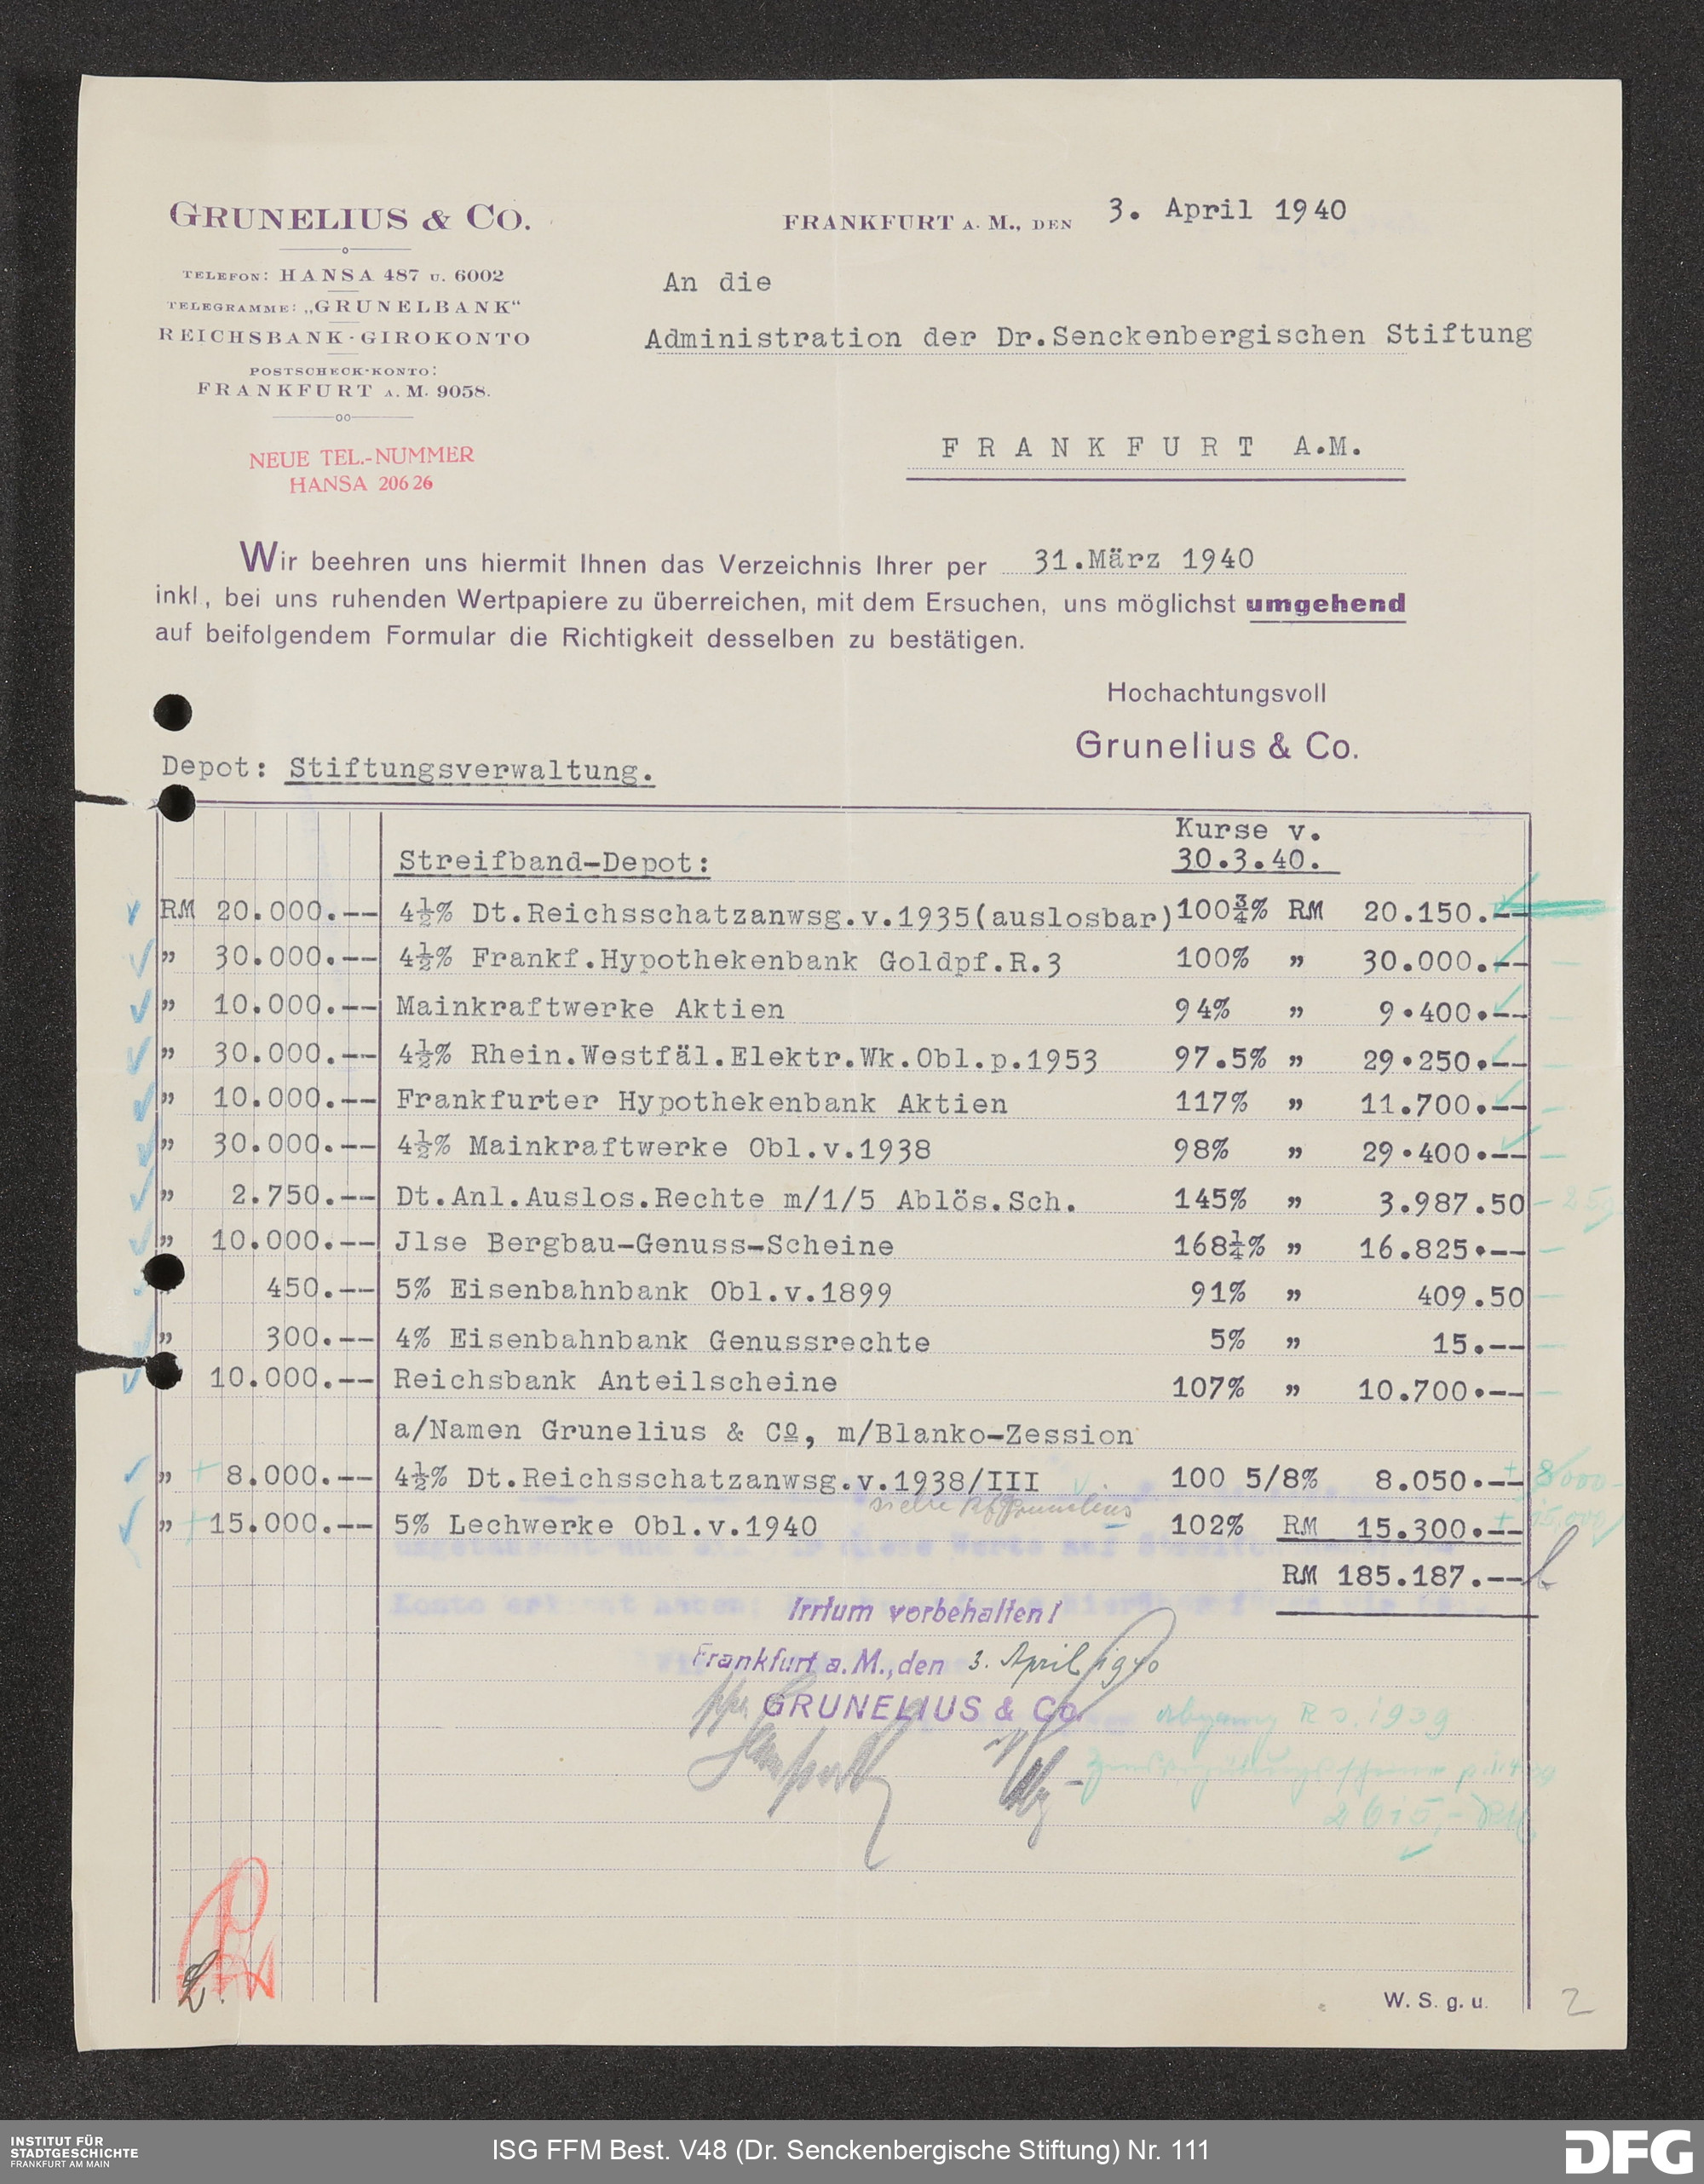 GRUNELIUS & CO.
FRANKFURT A. M., DEN 3. April 1940
TELEFON: HANSA 487 U. 6002
TELEGRAMME: „GRUNELBANK“
REICHSBANK-GIROKONTO
POSTSCHECK-KONTO:
FRANKFURT A. M. 9058.
NEUE TEL.-NUMMER
HANSA 20626
An die
Administration der Dr.Senckenbergischen Stiftung
FRANKFURT A.M.
Wir beehren uns hiermit Ihnen das Verzeichnis Ihrer per 31.März 1940
inkl., bei uns ruhenden Wertpapiere zu überreichen, mit dem Ersuchen, uns möglichst umgehend
auf beifolgendem Formular die Richtigkeit desselben zu bestätigen.
Hochachtungsvoll
Grunelius & Co.
Depot: Stiftungsverwaltung.
Kurse v.
Streifband-Depot: 30.3.40.
RM 20.000.-- 4½% Dt.Reichsschatzanwsg.v.1935(auslosbar) 100¾% RM 20.150.--
" 30.000.-- 4½% Frankf.Hypothekenbank Goldpf.R.3 100% " 30.000.--
" 10.000.-- Mainkraftwerke Aktien 94% " 9.400.--
" 30.000.-- 4½% Rhein.Westfäl.Elektr.Wk.Obl.p.1953 97.5% " 29.250.--
" 10.000.-- Frankfurter Hypothekenbank Aktien 117% " 11.700.--
" 30.000.-- 4½% Mainkraftwerke Obl.v.1938 98% " 29.400.--
" 2.750.-- Dt.Anl.Auslos.Rechte m/1/5 Ablös.Sch. 145% " 3.987.50
" 10.000.-- Jlse Bergbau-Genuss-Scheine 168¼% " 16.825.--
450.-- 5% Eisenbahnbank Obl.v.1899 91% " 409.50
" 300.-- 4% Eisenbahnbank Genussrechte 5% " 15.--
10.000.-- Reichsbank Anteilscheine 107% " 10.700.--
a/Namen Grunelius & Cº, m/Blanko-Zession
" + 8.000.-- 4½% Dt.Reichsschatzanwsg.v.1938/III 100 5/8% 8.050.-- + 8000-
siehe Grunelius
" + 15.000.-- 5% Lechwerke Obl.v.1940 102% RM 15.300.-- + 15.000
RM 185.187.--
Irrtum vorbehalten!
Frankfurt a.M.,den 3. April 1940
GRUNELIUS & Co.
Abgang R 3. 1939
2615,- RM
W. S. g. u.
2
INSTITUT FÜR
STADTGESCHICHTE
FRANKFURT AM MAIN
ISG FFM Best. V48 (Dr. Senckenbergische Stiftung) Nr. 111
DFG